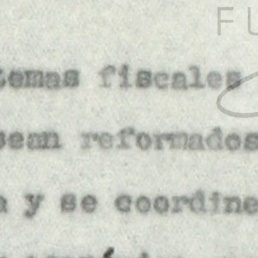 FU
temas fiscales
sean reformados
a y se coordine